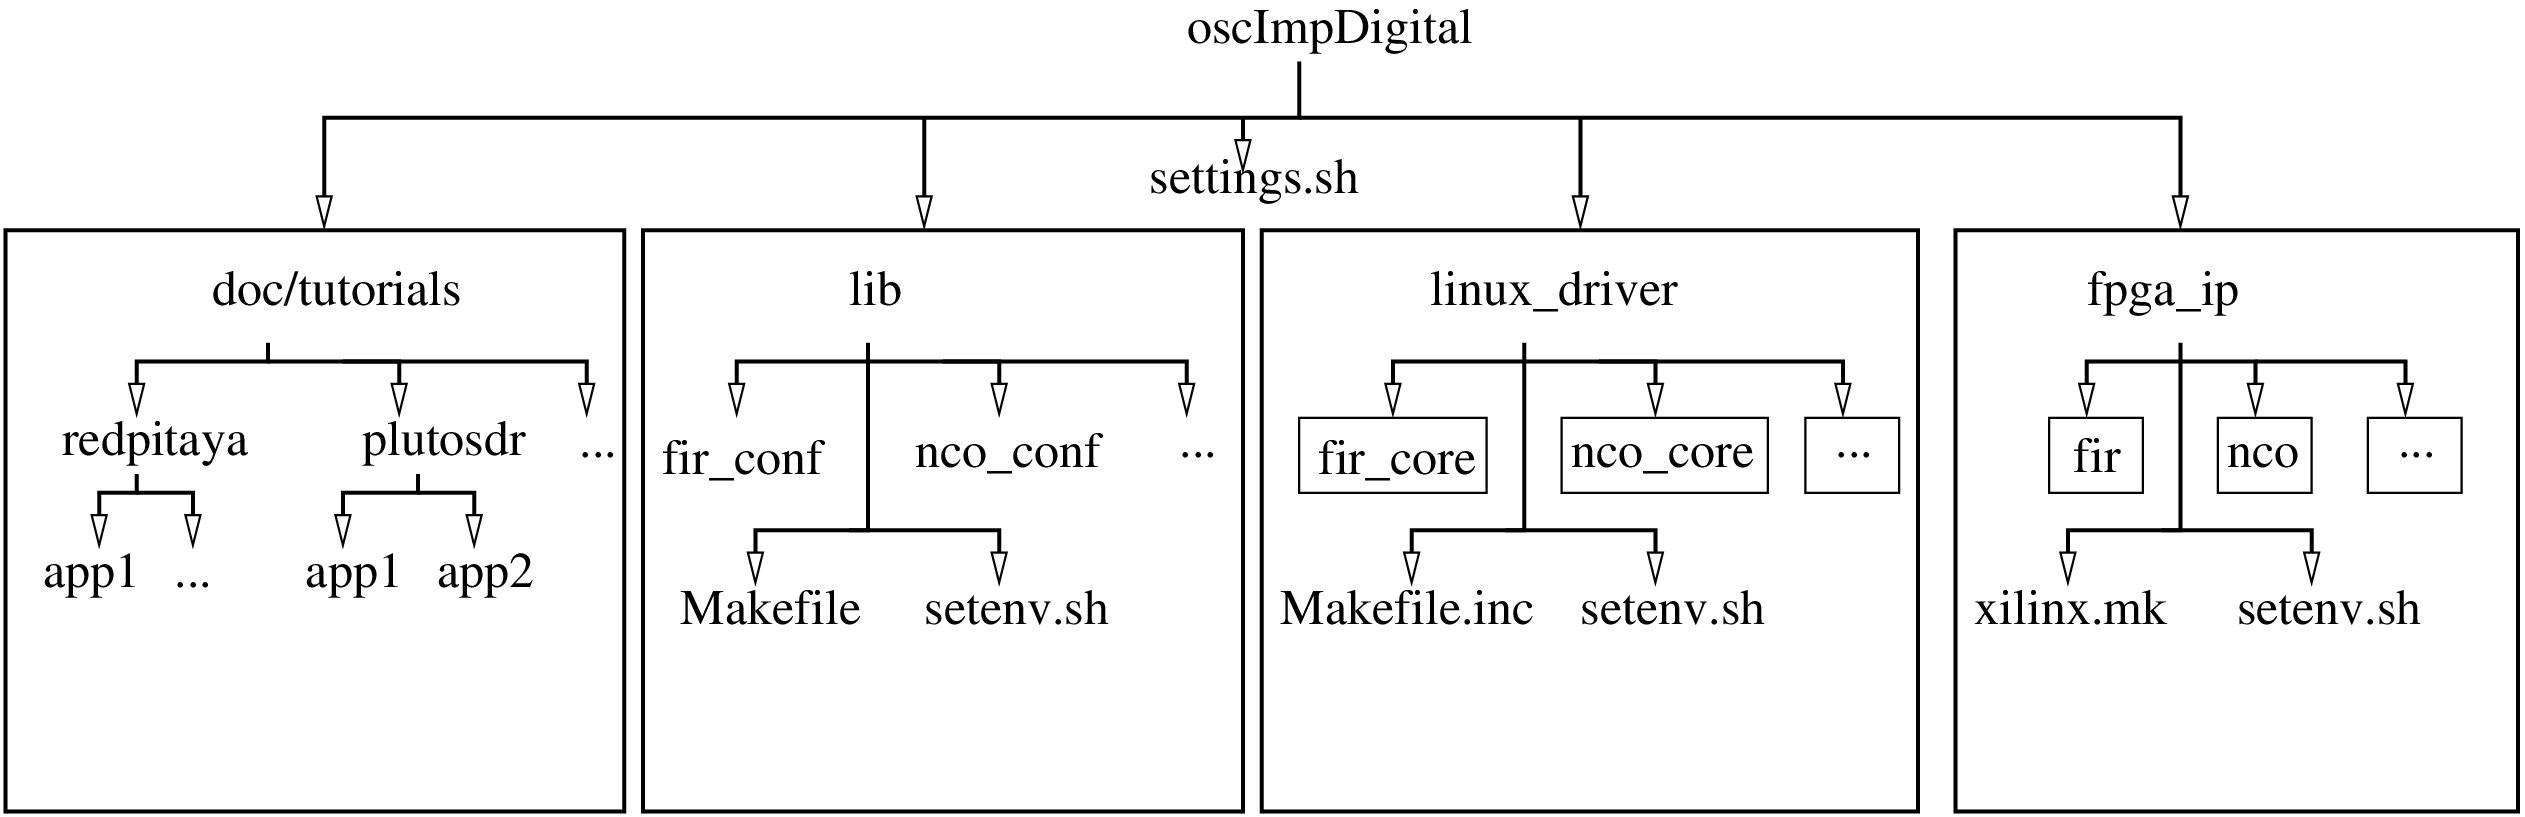 oscImpDigital
settings.sh
doc/tutorials
redpitaya plutosdr ...
app1 ... app1 app2
lib
fir_conf nco_conf ...
Makefile setenv.sh
linux_driver
fir_core nco_core ...
Makefile.inc setenv.sh
fpga_ip
fir nco ...
xilinx.mk setenv.sh